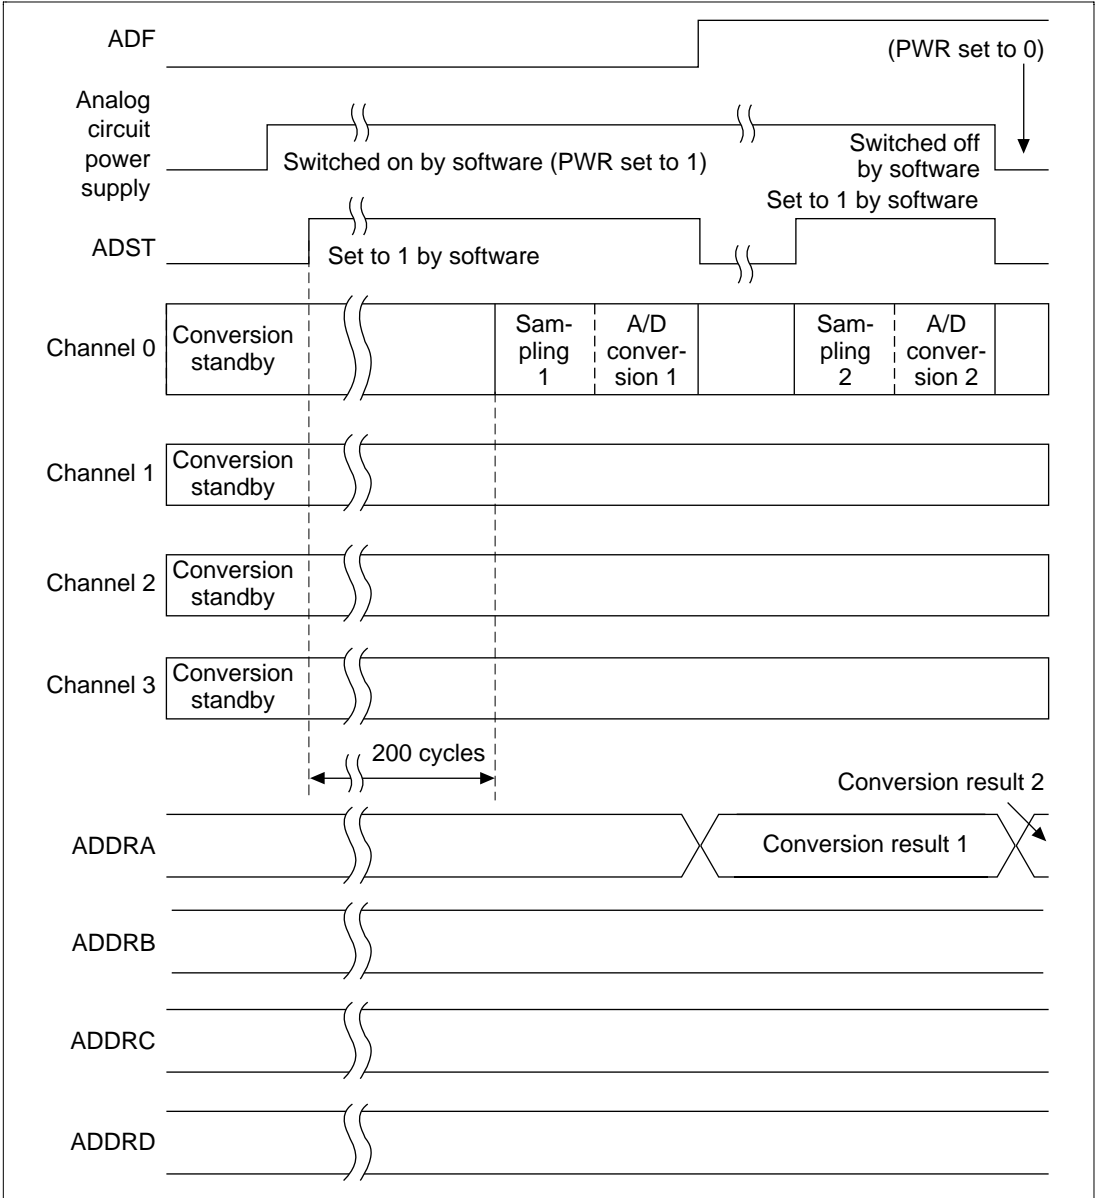 ADF
(PWR set to 0)
Analog
circuit
power
supply
Switched on by software (PWR set to 1)
Switched off
by software
Set to 1 by software
ADST
Set to 1 by software
Channel 0
Conversion
standby
Sam-
pling
1
A/D
conver-
sion 1
Sam-
pling
2
A/D
conver-
sion 2
Channel 1
Conversion
standby
Channel 2
Conversion
standby
Channel 3
Conversion
standby
200 cycles
Conversion result 2
ADDRA
Conversion result 1
ADDRB
ADDRC
ADDRD